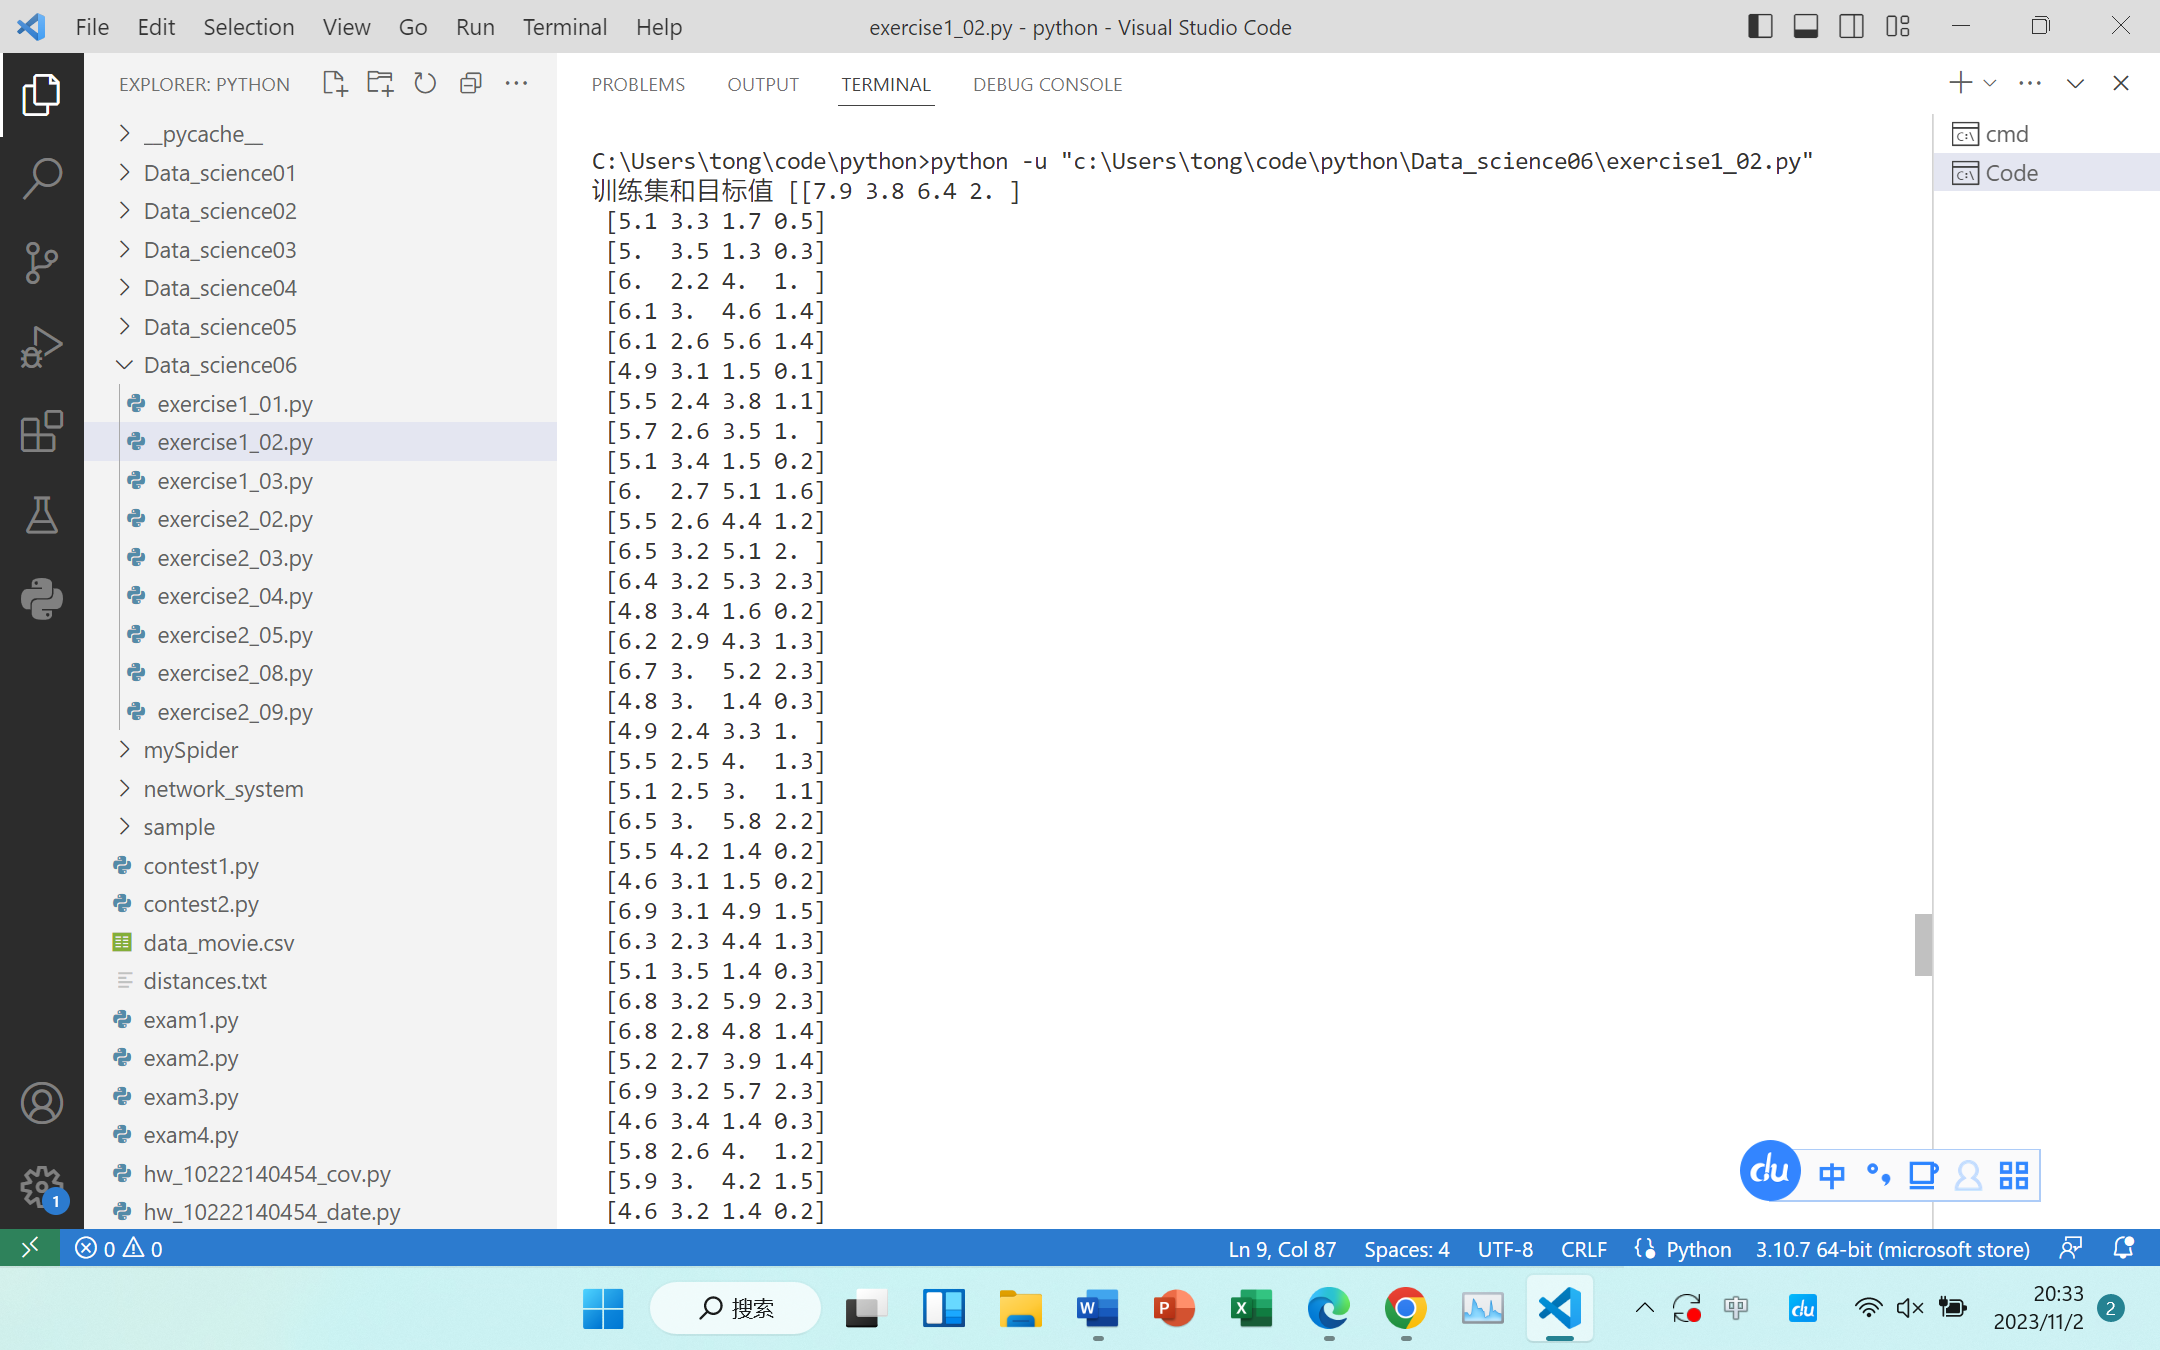 File Edit Selection View Go Run Terminal Help
exercise1_02.py - python - Visual Studio Code
EXPLORER: PYTHON
__pycache__
Data_science01
Data_science02
Data_science03
Data_science04
Data_science05
Data_science06
exercise1_01.py
exercise1_02.py
exercise1_03.py
exercise2_02.py
exercise2_03.py
exercise2_04.py
exercise2_05.py
exercise2_08.py
exercise2_09.py
mySpider
network_system
sample
contest1.py
contest2.py
data_movie.csv
distances.txt
exam1.py
exam2.py
exam3.py
exam4.py
hw_10222140454_cov.py
hw_10222140454_date.py
1
PROBLEMS OUTPUT TERMINAL DEBUG CONSOLE
C:\Users\tong\code\python>python -u "c:\Users\tong\code\python\Data_science06\exercise1_02.py"
训练集和目标值 [[7.9 3.8 6.4 2. ]
[5.1 3.3 1.7 0.5]
[5.  3.5 1.3 0.3]
[6.  2.2 4.  1. ]
[6.1 3.  4.6 1.4]
[6.1 2.6 5.6 1.4]
[4.9 3.1 1.5 0.1]
[5.5 2.4 3.8 1.1]
[5.7 2.6 3.5 1. ]
[5.1 3.4 1.5 0.2]
[6.  2.7 5.1 1.6]
[5.5 2.6 4.4 1.2]
[6.5 3.2 5.1 2. ]
[6.4 3.2 5.3 2.3]
[4.8 3.4 1.6 0.2]
[6.2 2.9 4.3 1.3]
[6.7 3.  5.2 2.3]
[4.8 3.  1.4 0.3]
[4.9 2.4 3.3 1. ]
[5.5 2.5 4.  1.3]
[5.1 2.5 3.  1.1]
[6.5 3.  5.8 2.2]
[5.5 4.2 1.4 0.2]
[4.6 3.1 1.5 0.2]
[6.9 3.1 4.9 1.5]
[6.3 2.3 4.4 1.3]
[5.1 3.5 1.4 0.3]
[6.8 3.2 5.9 2.3]
[6.8 2.8 4.8 1.4]
[5.2 2.7 3.9 1.4]
[6.9 3.2 5.7 2.3]
[4.6 3.4 1.4 0.3]
[5.8 2.6 4.  1.2]
[5.9 3.  4.2 1.5]
[4.6 3.2 1.4 0.2]
cmd
Code
du 中
0 0
Ln 9, Col 87 Spaces: 4 UTF-8 CRLF Python 3.10.7 64-bit (microsoft store)
搜索
W
P
X
中
du
20:33
2023/11/2
2